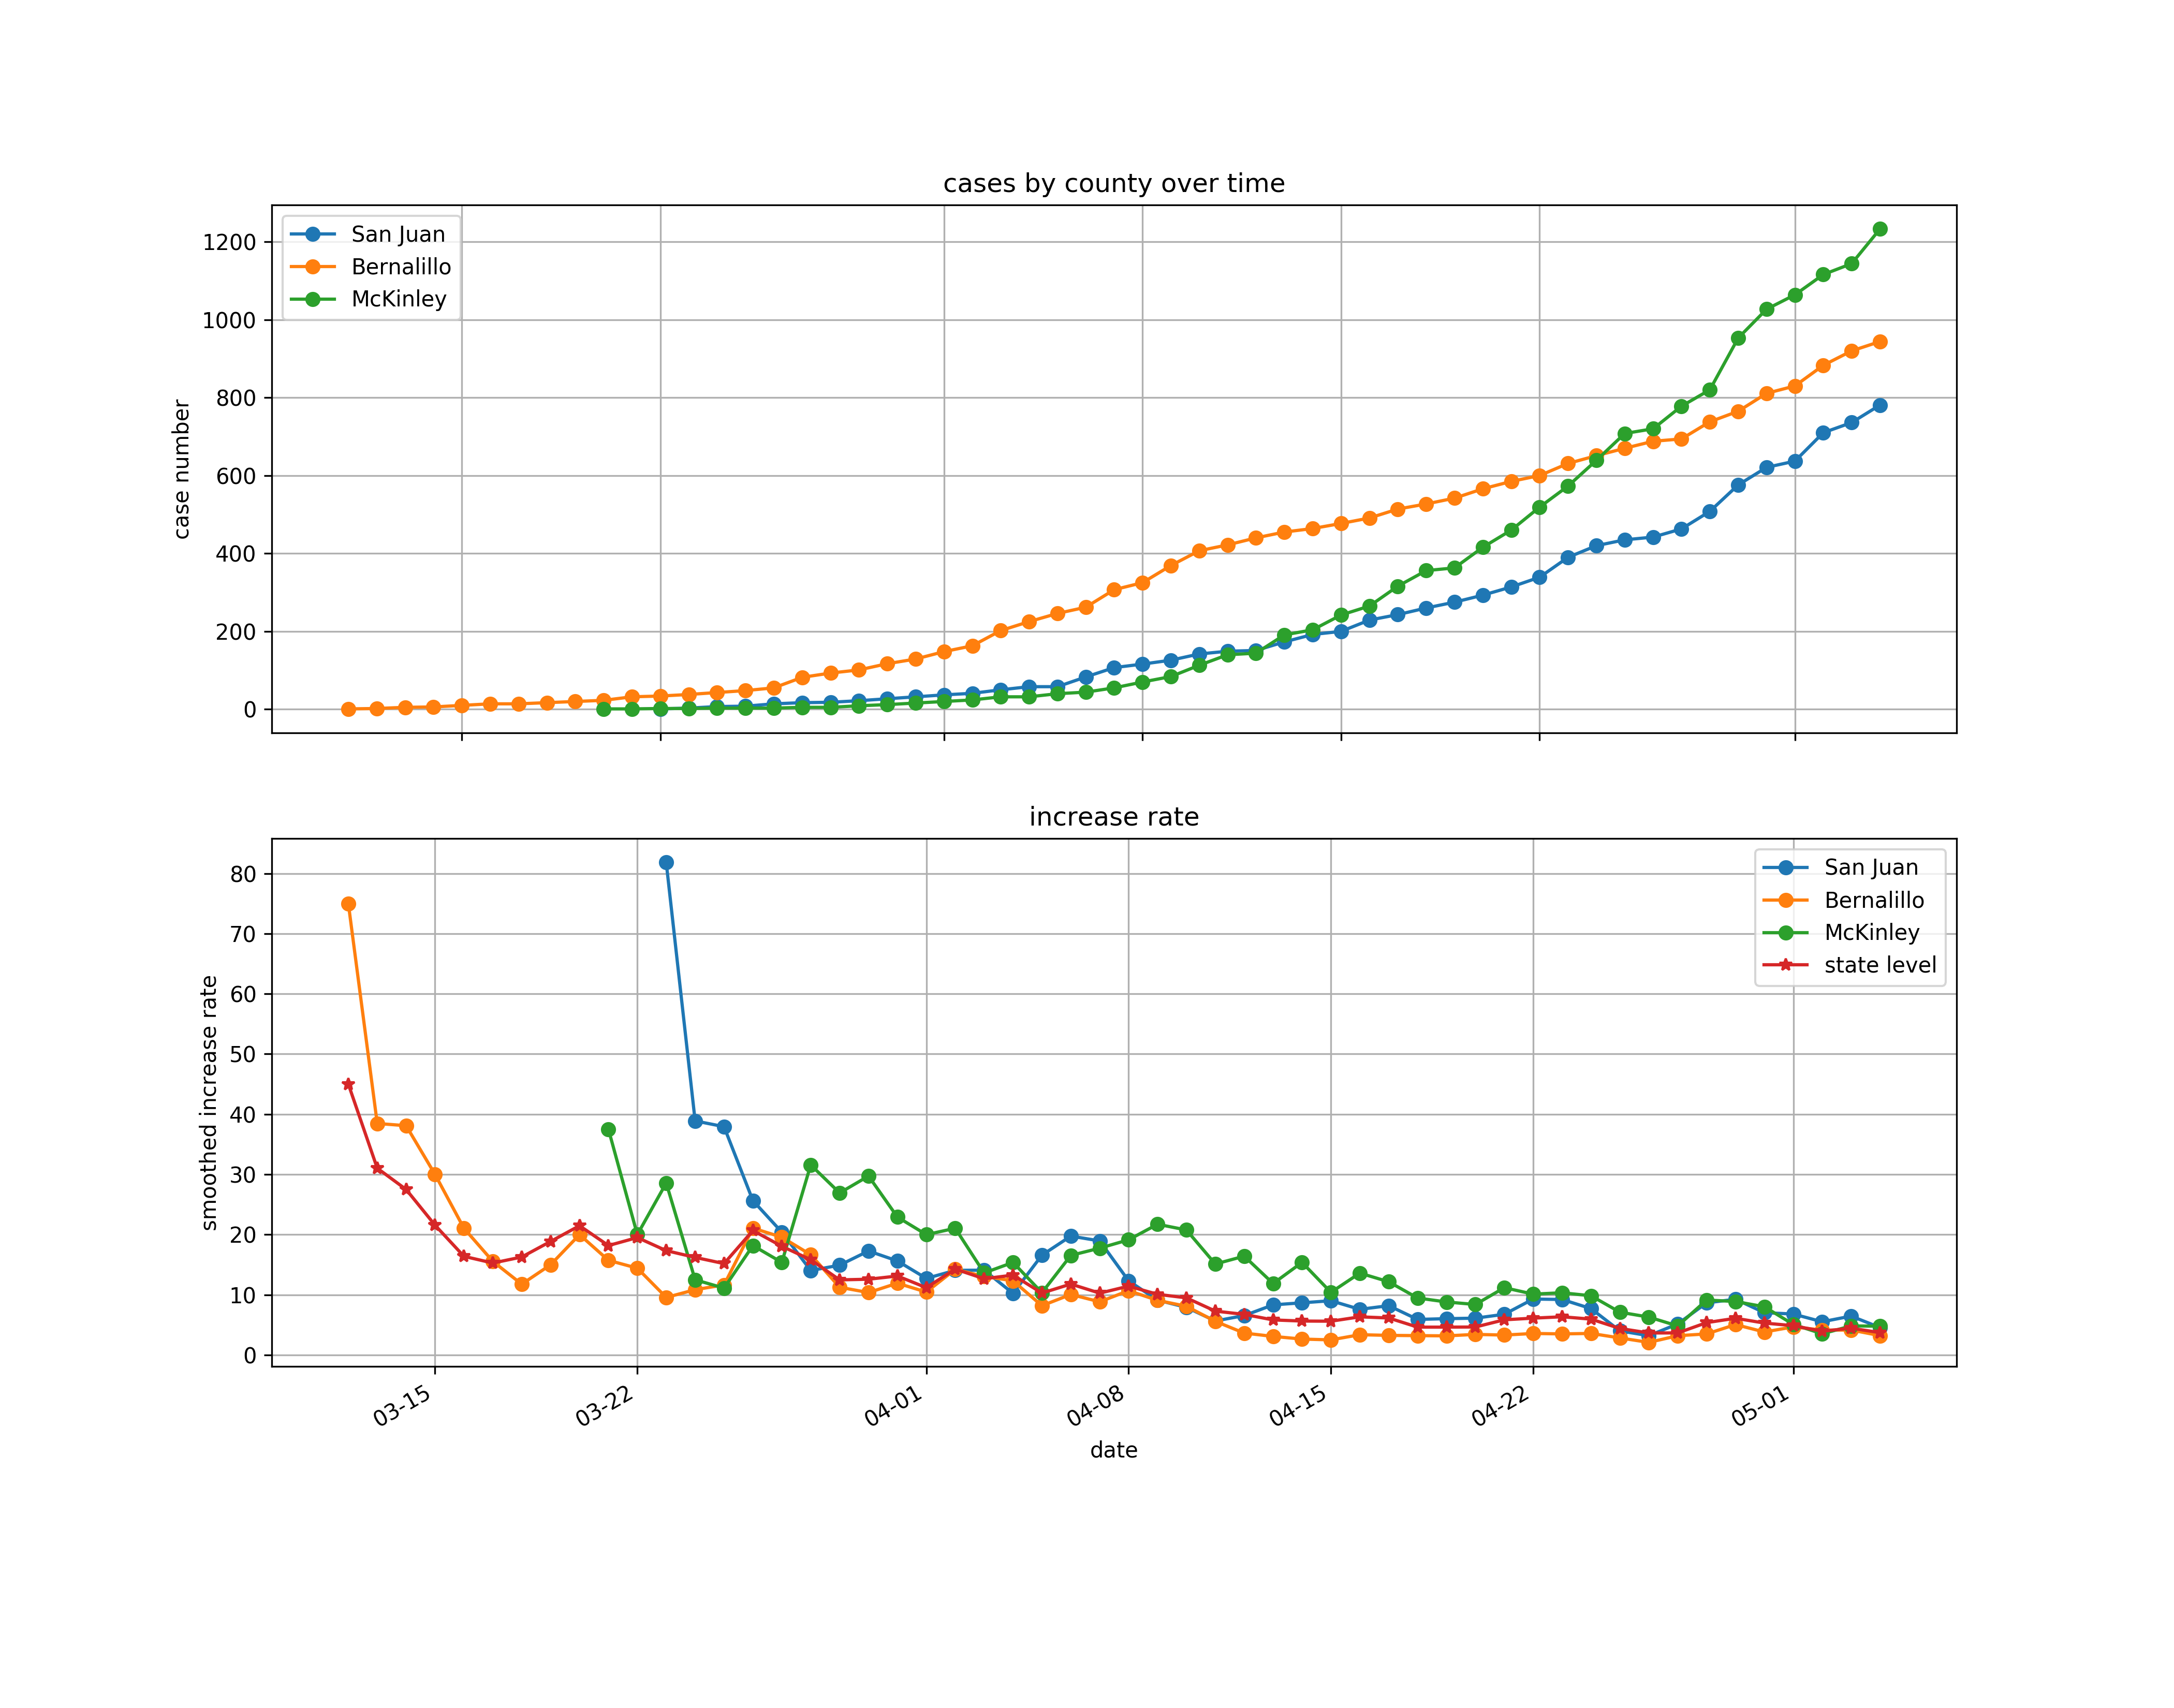 cases by county over time
San Juan
Bernalillo
McKinley
1200
1000
800
600
400
200
0
case number
increase rate
San Juan
Bernalillo
McKinley
state level
80
70
60
50
40
30
20
10
0
smoothed increase rate
03-15
03-22
04-01
04-08
04-15
04-22
05-01
date